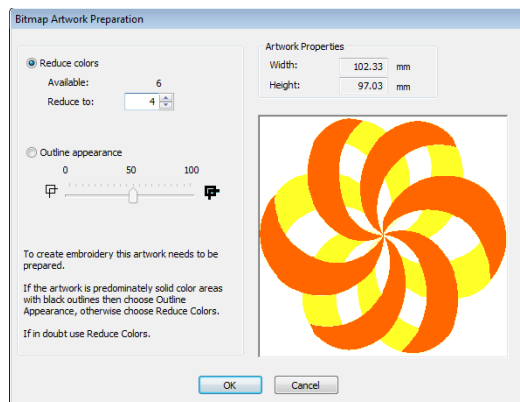 Bitmap Artwork Preparation
Reduce colors
Available: 6
Reduce to: 4
Outline appearance
0 50 100
To create embroidery this artwork needs to be
prepared.
If the artwork is predominately solid color areas
with black outlines then choose Outline
Appearance, otherwise choose Reduce Colors.
If in doubt use Reduce Colors.
Artwork Properties
Width: 102.33 mm
Height: 97.03 mm
OK Cancel